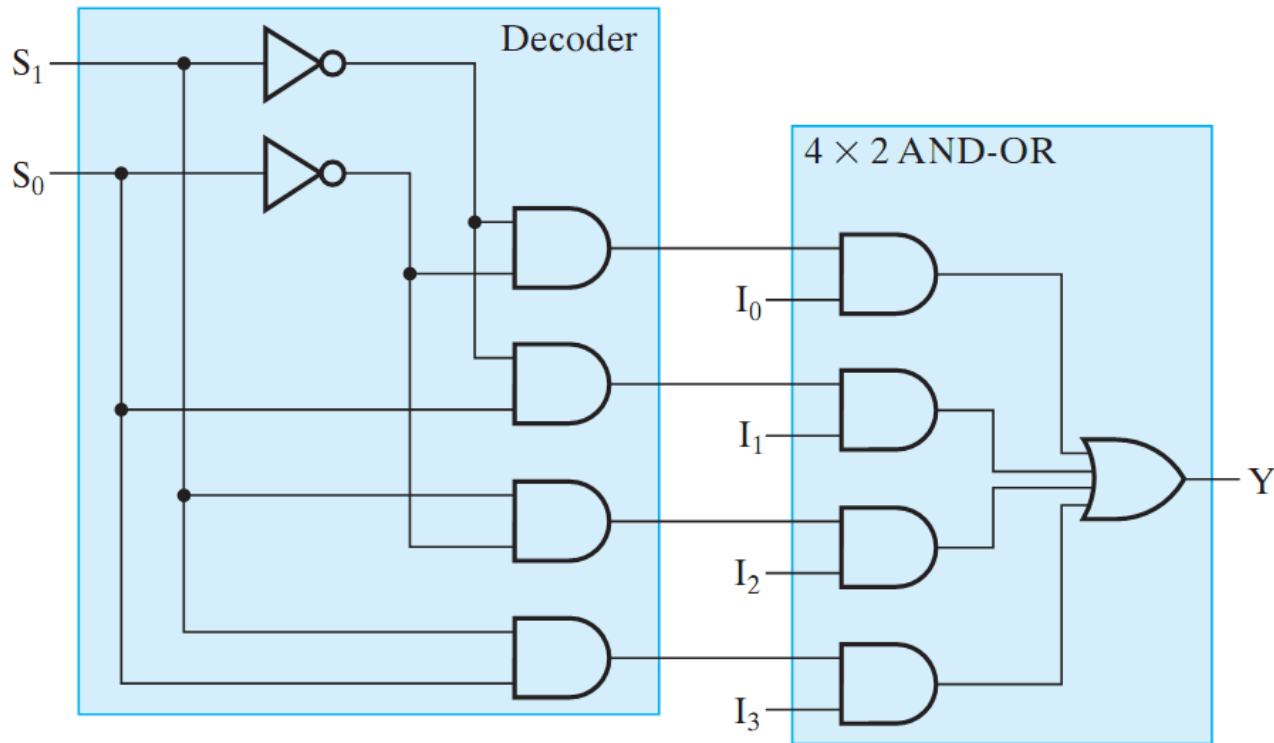 Decoder
S₁
S₀
4 × 2 AND-OR
I₀
I₁
Y
I₂
I₃